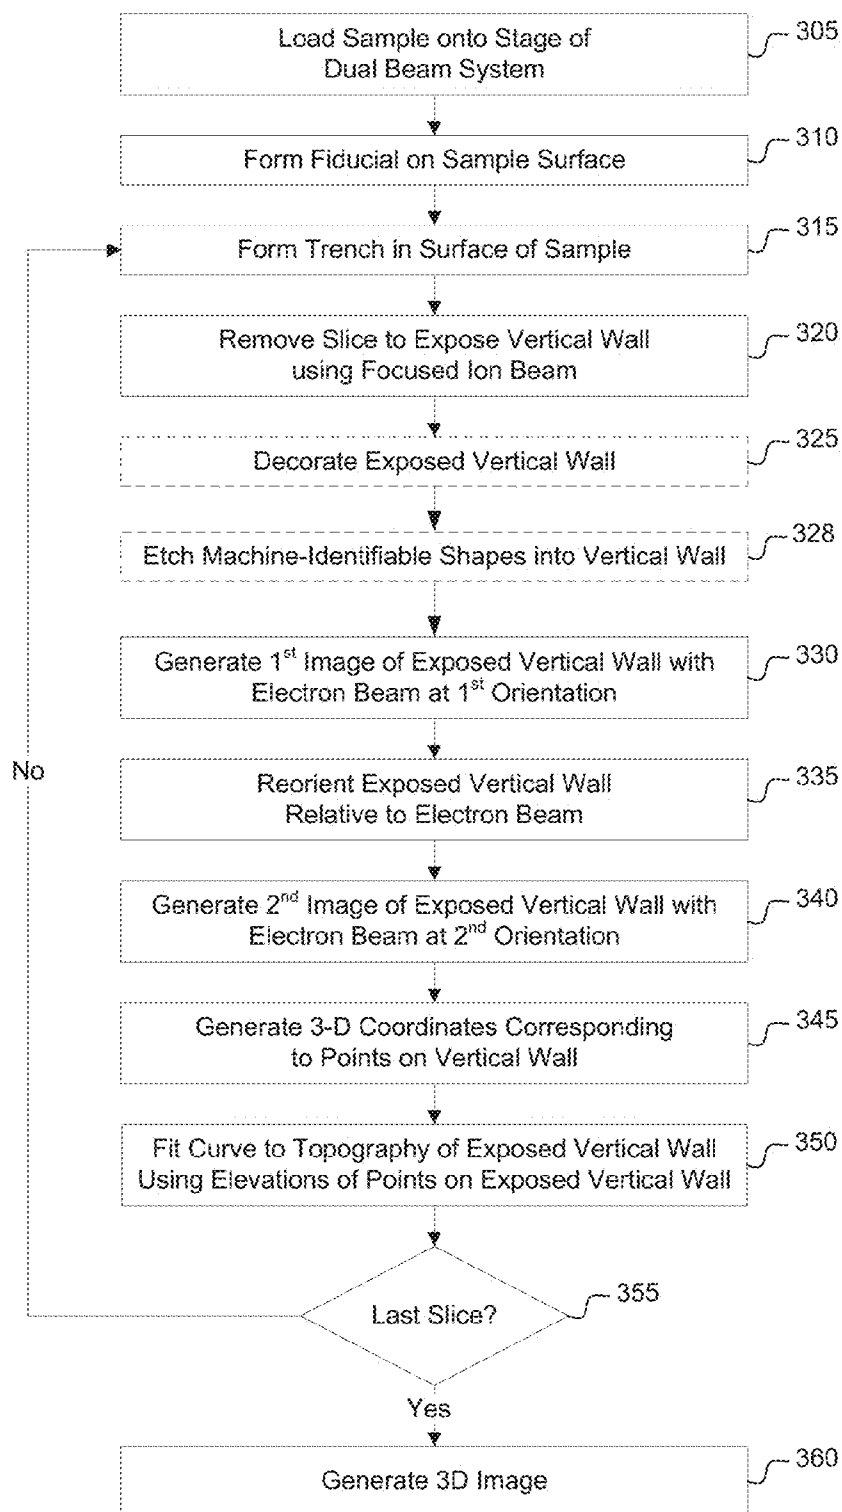 Load Sample onto Stage of
Dual Beam System
305
Form Fiducial on Sample Surface
310
Form Trench in Surface of Sample
315
Remove Slice to Expose Vertical Wall
using Focused Ion Beam
320
Decorate Exposed Vertical Wall
325
Etch Machine-Identifiable Shapes into Vertical Wall
328
Generate 1st Image of Exposed Vertical Wall with
Electron Beam at 1st Orientation
330
No
Reorient Exposed Vertical Wall
Relative to Electron Beam
335
Generate 2nd Image of Exposed Vertical Wall with
Electron Beam at 2nd Orientation
340
Generate 3-D Coordinates Corresponding
to Points on Vertical Wall
345
Fit Curve to Topography of Exposed Vertical Wall
Using Elevations of Points on Exposed Vertical Wall
350
Last Slice?
355
Yes
Generate 3D Image
360